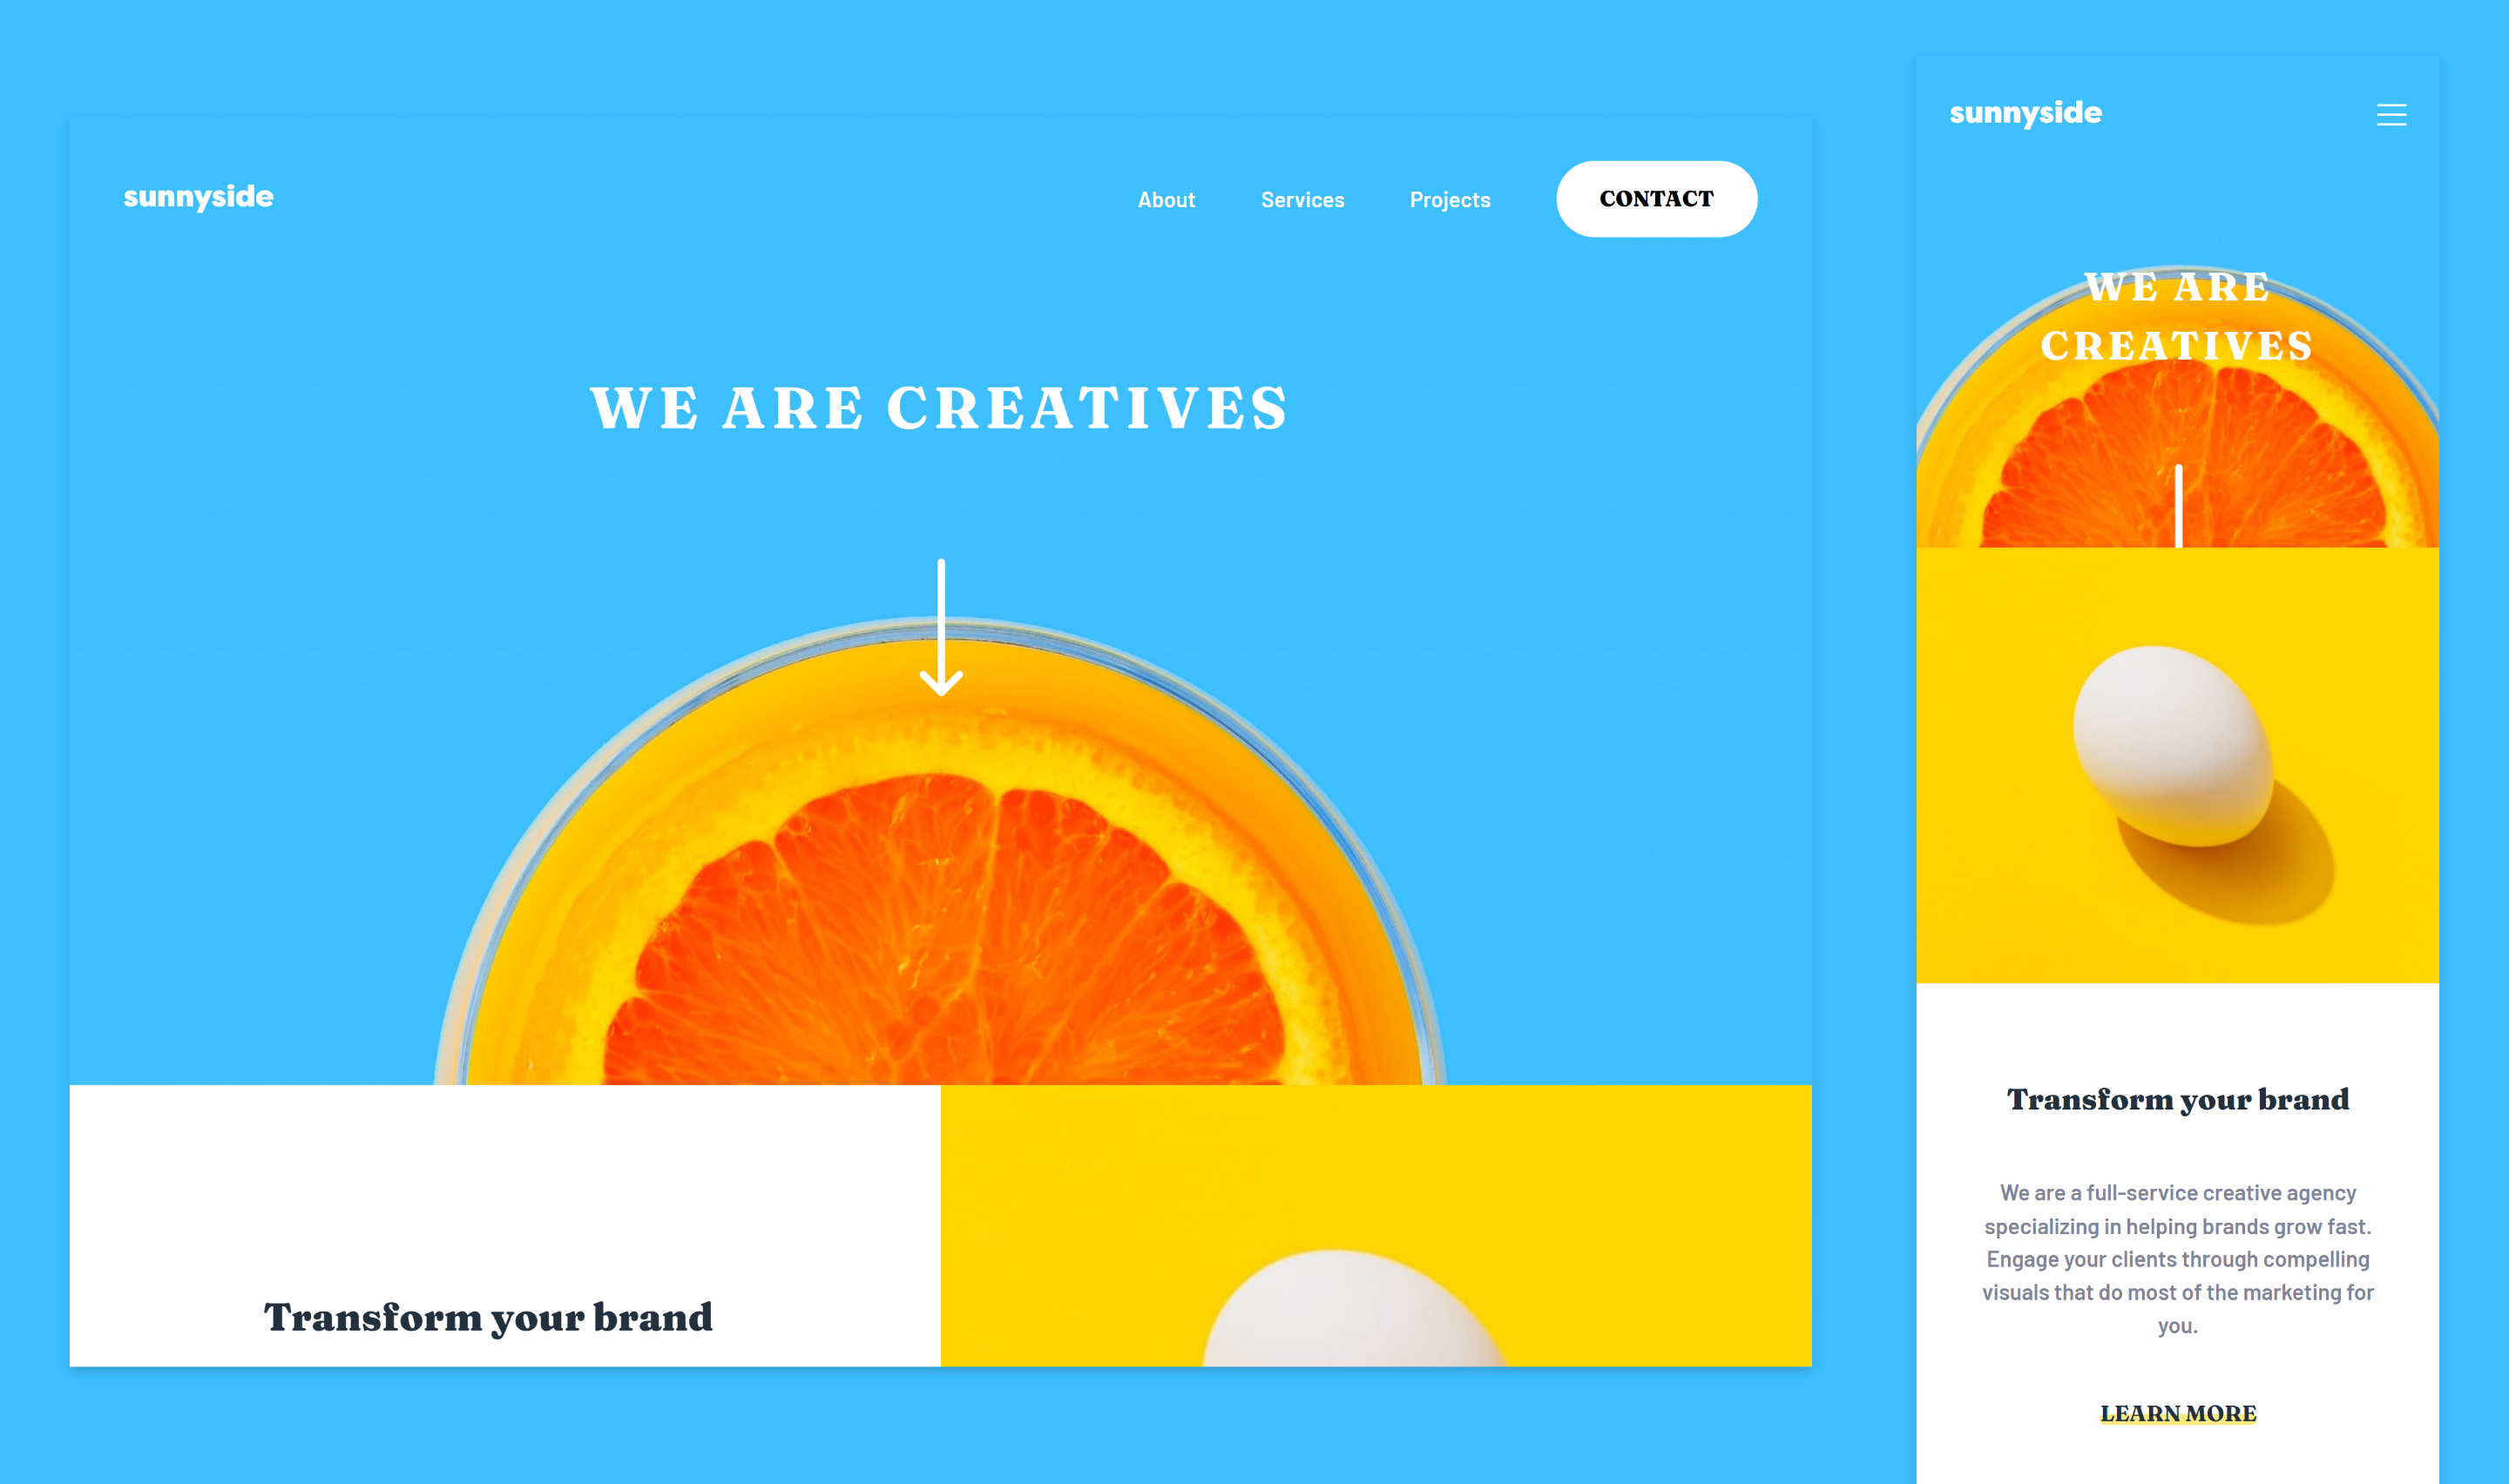 sunnyside
About
Services
Projects
CONTACT
WE ARE CREATIVES
Transform your brand
sunnyside
WE ARE
CREATIVES
Transform your brand
We are a full-service creative agency
specializing in helping brands grow fast.
Engage your clients through compelling
visuals that do most of the marketing for
you.
LEARN MORE